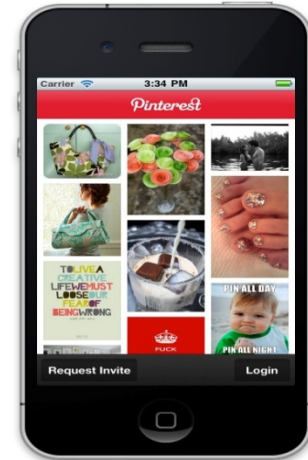 Carrier
3:34 PM
Pinterest
TO LIVE A
CREATIVE
LIFE WE MUST
LOOSE OUR
FEAR OF
BEING WRONG
FUCK
PIN ALL DAY
PIN ALL NIGHT
Request Invite
Login